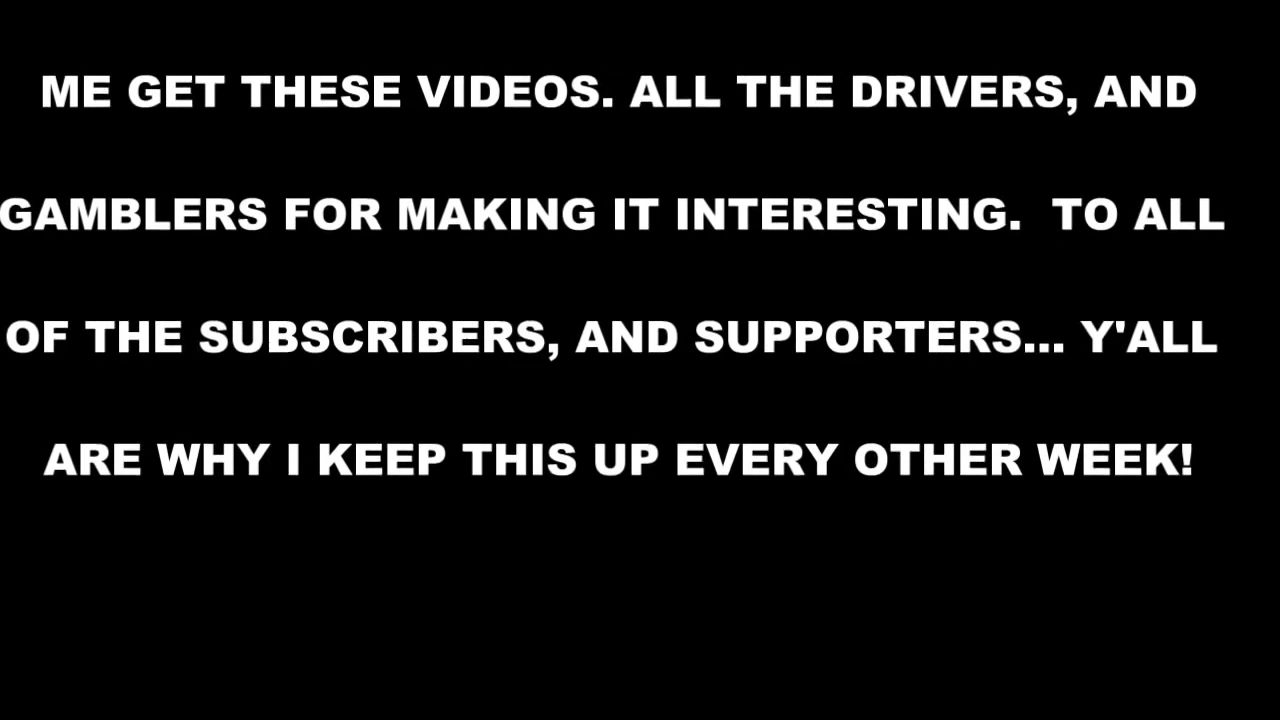 ME GET THESE VIDEOS. ALL THE DRIVERS, AND
GAMBLERS FOR MAKING IT INTERESTING.  TO ALL
OF THE SUBSCRIBERS, AND SUPPORTERS... Y'ALL
ARE WHY I KEEP THIS UP EVERY OTHER WEEK!